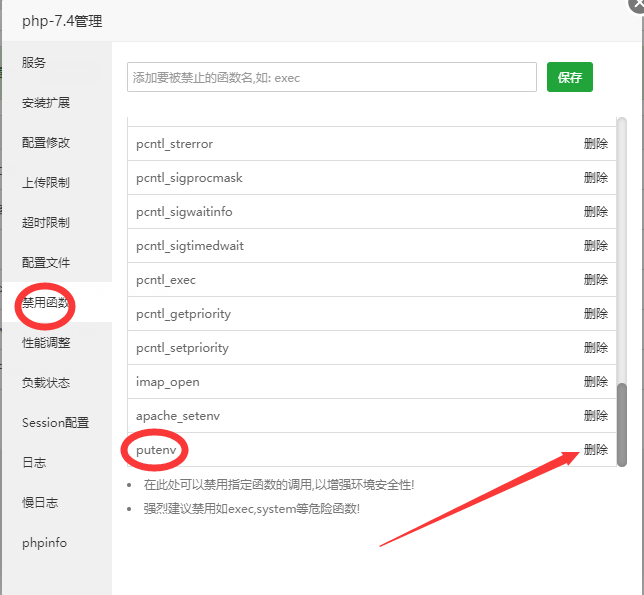 php-7.4管理
服务
安装扩展
配置修改
上传限制
超时限制
配置文件
禁用函数
性能调整
负载状态
Session配置
日志
慢日志
phpinfo
添加要被禁止的函数名,如: exec
保存
pcntl_strerror 删除
pcntl_sigprocmask 删除
pcntl_sigwaitinfo 删除
pcntl_sigtimedwait 删除
pcntl_exec 删除
pcntl_getpriority 删除
pcntl_setpriority 删除
imap_open 删除
apache_setenv 删除
putenv 删除
在此处可以禁用指定函数的调用,以增强环境安全性!
强烈建议禁用如exec,system等危险函数!